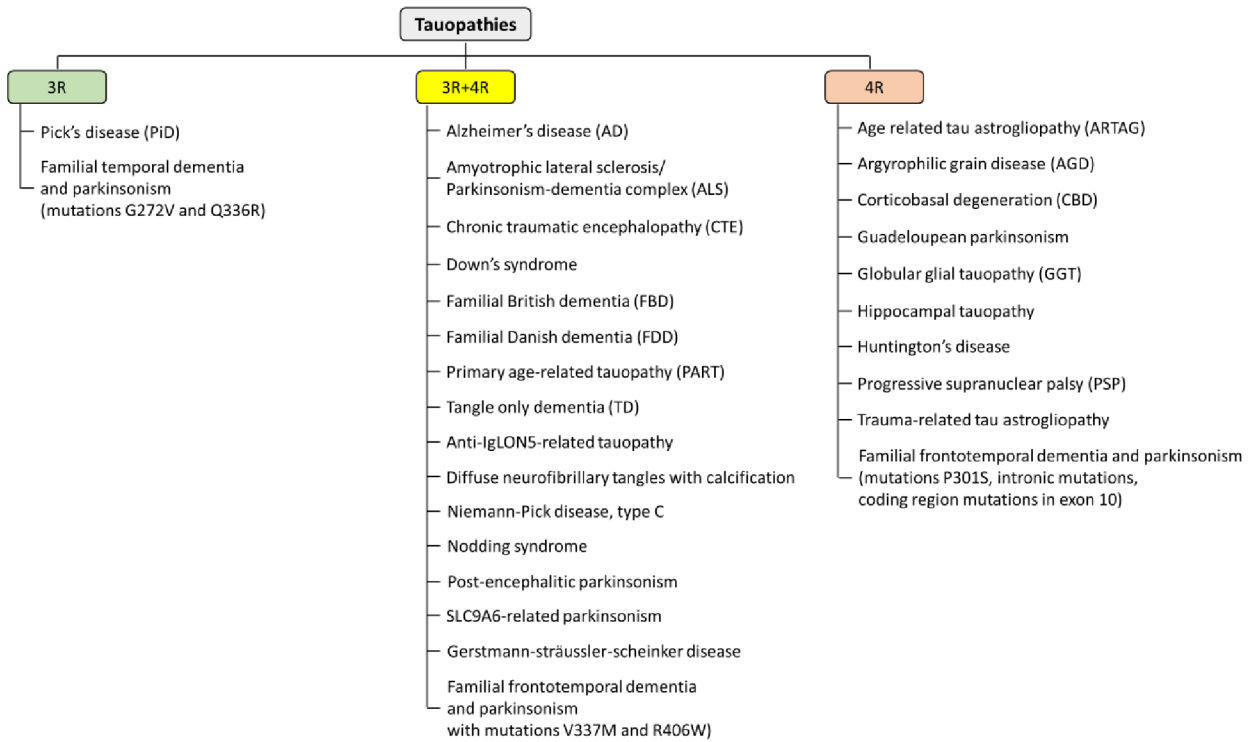 Tauopathies
3R
Pick's disease (PiD)
Familial temporal dementia
and parkinsonism
(mutations G272V and Q336R)
3R+4R
Alzheimer's disease (AD)
Amyotrophic lateral sclerosis/
Parkinsonism-dementia complex (ALS)
Chronic traumatic encephalopathy (CTE)
Down's syndrome
Familial British dementia (FBD)
Familial Danish dementia (FDD)
Primary age-related tauopathy (PART)
Tangle only dementia (TD)
Anti-IgLON5-related tauopathy
Diffuse neurofibrillary tangles with calcification
Niemann-Pick disease, type C
Nodding syndrome
Post-encephalitic parkinsonism
SLC9A6-related parkinsonism
Gerstmann-sträussler-scheinker disease
Familial frontotemporal dementia
and parkinsonism
with mutations V337M and R406W)
4R
Age related tau astrogliopathy (ARTAG)
Argyrophilic grain disease (AGD)
Corticobasal degeneration (CBD)
Guadeloupean parkinsonism
Globular glial tauopathy (GGT)
Hippocampal tauopathy
Huntington's disease
Progressive supranuclear palsy (PSP)
Trauma-related tau astrogliopathy
Familial frontotemporal dementia and parkinsonism
(mutations P301S, intronic mutations,
coding region mutations in exon 10)